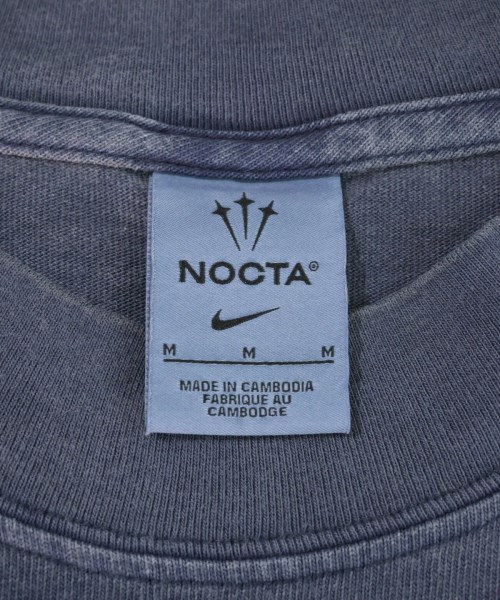 NOCTA®
M M M
MADE IN CAMBODIA
FABRIQUE AU
CAMBODGE